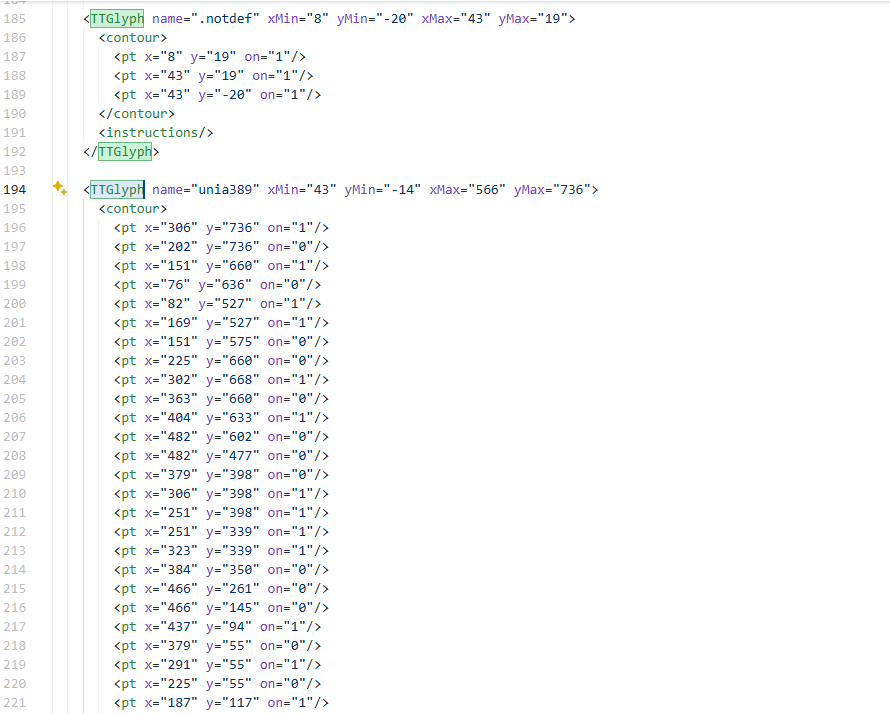 185 <TTGlyph name=".notdef" xMin="8" yMin="-20" xMax="43" yMax="19">
186 <contour>
187 <pt x="8" y="19" on="1"/>
188 <pt x="43" y="19" on="1"/>
189 <pt x="43" y="-20" on="1"/>
190 </contour>
191 <instructions/>
192 </TTGlyph>
193
194 <TTGlyph name="unia389" xMin="43" yMin="-14" xMax="566" yMax="736">
195 <contour>
196 <pt x="306" y="736" on="1"/>
197 <pt x="202" y="736" on="0"/>
198 <pt x="151" y="660" on="1"/>
199 <pt x="76" y="636" on="0"/>
200 <pt x="82" y="527" on="1"/>
201 <pt x="169" y="527" on="1"/>
202 <pt x="151" y="575" on="0"/>
203 <pt x="225" y="660" on="0"/>
204 <pt x="302" y="668" on="1"/>
205 <pt x="363" y="660" on="0"/>
206 <pt x="404" y="633" on="1"/>
207 <pt x="482" y="602" on="0"/>
208 <pt x="482" y="477" on="0"/>
209 <pt x="379" y="398" on="0"/>
210 <pt x="306" y="398" on="1"/>
211 <pt x="251" y="398" on="1"/>
212 <pt x="251" y="339" on="1"/>
213 <pt x="323" y="339" on="1"/>
214 <pt x="384" y="350" on="0"/>
215 <pt x="466" y="261" on="0"/>
216 <pt x="466" y="145" on="0"/>
217 <pt x="437" y="94" on="1"/>
218 <pt x="379" y="55" on="0"/>
219 <pt x="291" y="55" on="1"/>
220 <pt x="225" y="55" on="0"/>
221 <pt x="187" y="117" on="1"/>